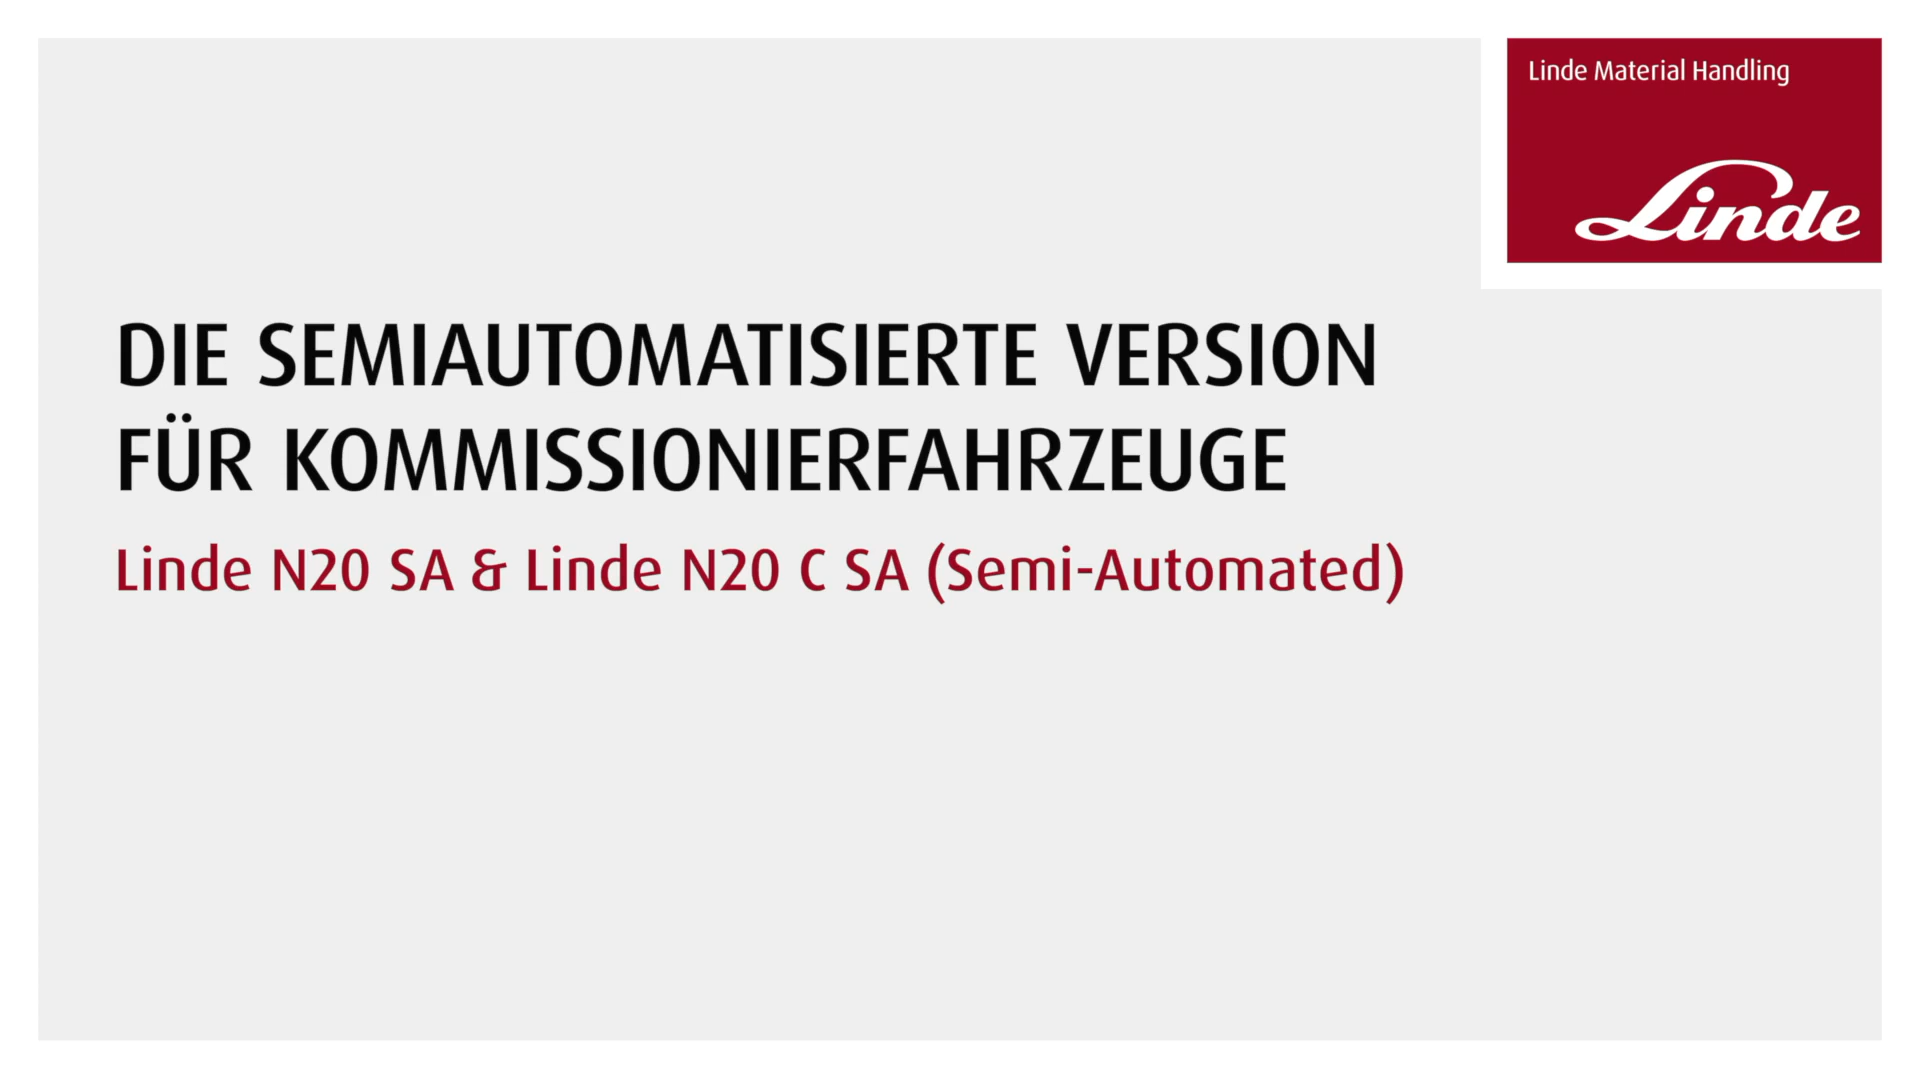 Linde Material Handling
Linde
DIE SEMIAUTOMATISIERTE VERSION
FÜR KOMMISSIONIERFAHRZEUGE
Linde N20 SA & Linde N20 C SA (Semi-Automated)